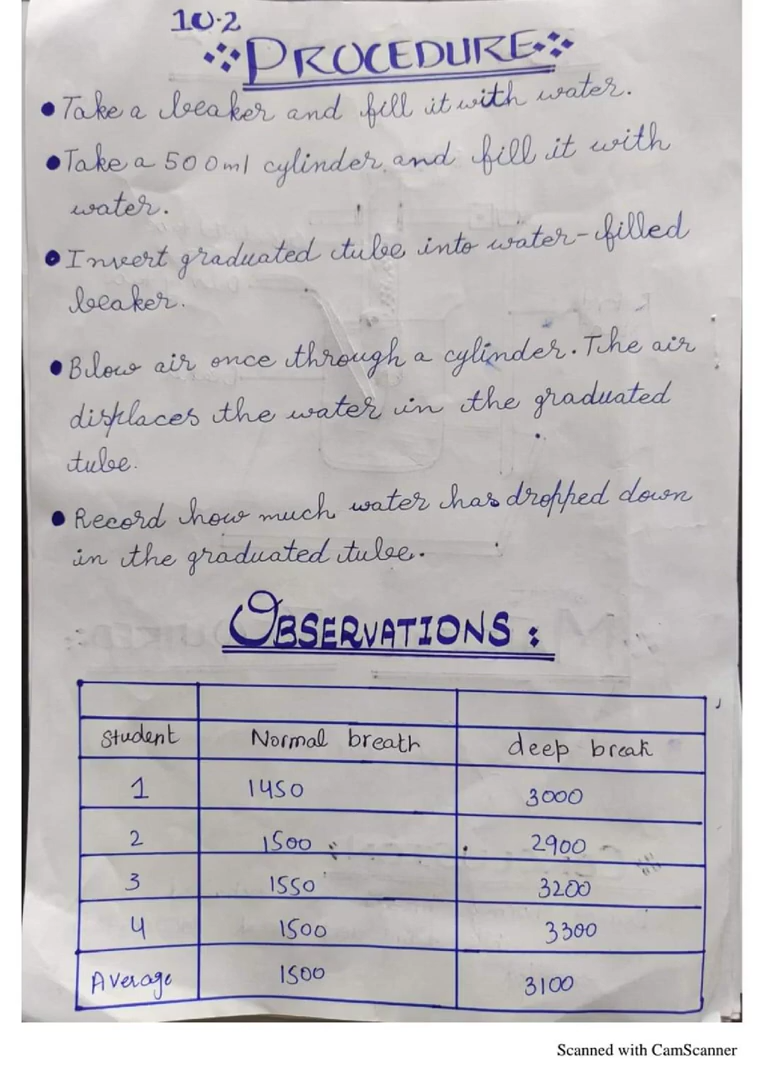 10.2
PROCEDURE
• Take a beaker and fill it with water.
• Take a 500ml cylinder and fill it with
water.
• Invert graduated tube into water-filled
beaker.
• Blow air once through a cylinder. The air
displaces the water in the graduated
tube.
• Record how much water has dropped down
in the graduated tube.
OBSERVATIONS:
Student Normal breath deep break
1 1450 3000
2 1500 2900
3 1550 3200
4 1500 3300
Average 1500 3100
Scanned with CamScanner